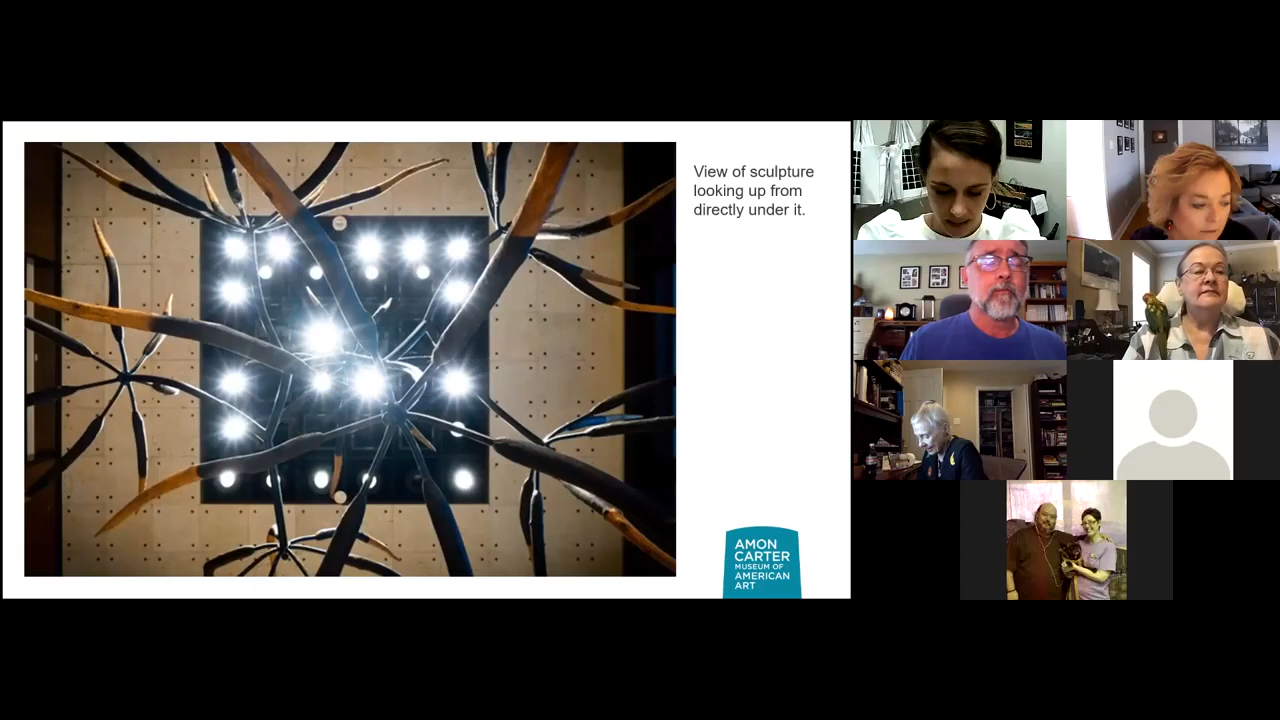 View of sculpture
looking up from
directly under it.
AMON
CARTER
MUSEUM OF
AMERICAN
ART